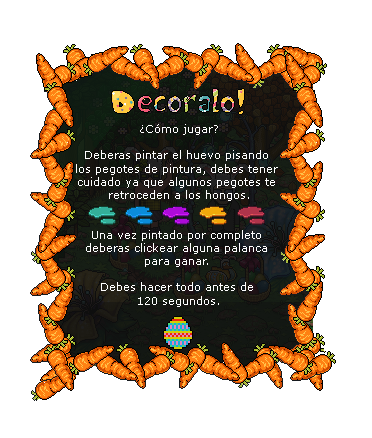 Decoralo!
¿Cómo jugar?
Deberas pintar el huevo pisando
los pegotes de pintura, debes tener
cuidado ya que algunos pegotes te
retroceden a los hongos.
Una vez pintado por completo
deberas clickear alguna palanca
para ganar.
Debes hacer todo antes de
120 segundos.